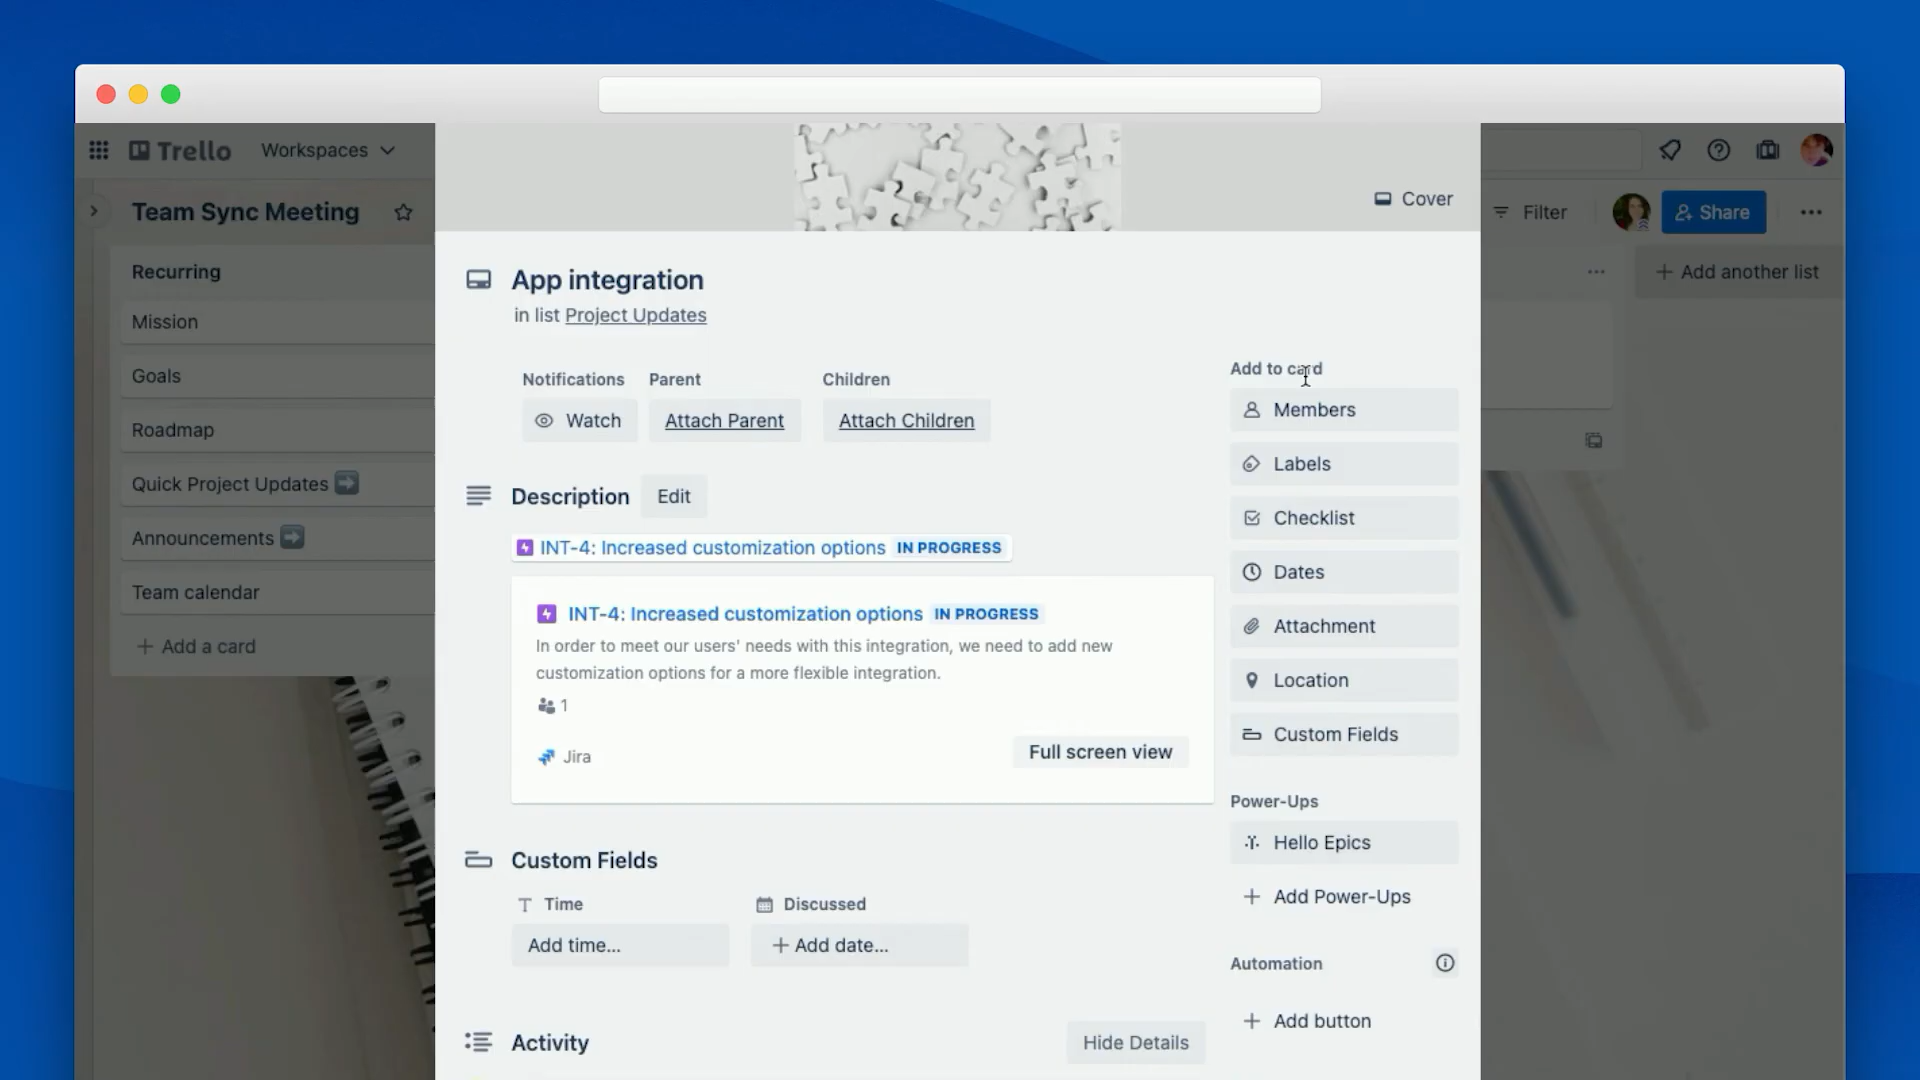 Trello
Workspaces
Team Sync Meeting
Filter
Share
Recurring
Mission
Goals
Roadmap
Quick Project Updates
Announcements
Team calendar
+ Add a card
+ Add another list
Cover
App integration
in list Project Updates
Notifications
Parent
Children
Watch
Attach Parent
Attach Children
Description
Edit
INT-4: Increased customization options IN PROGRESS
INT-4: Increased customization options IN PROGRESS
In order to meet our users' needs with this integration, we need to add new
customization options for a more flexible integration.
1
Jira
Full screen view
Custom Fields
Time
Discussed
Add time...
+ Add date...
Activity
Hide Details
Add to card
Members
Labels
Checklist
Dates
Attachment
Location
Custom Fields
Power-Ups
Hello Epics
+ Add Power-Ups
Automation
+ Add button